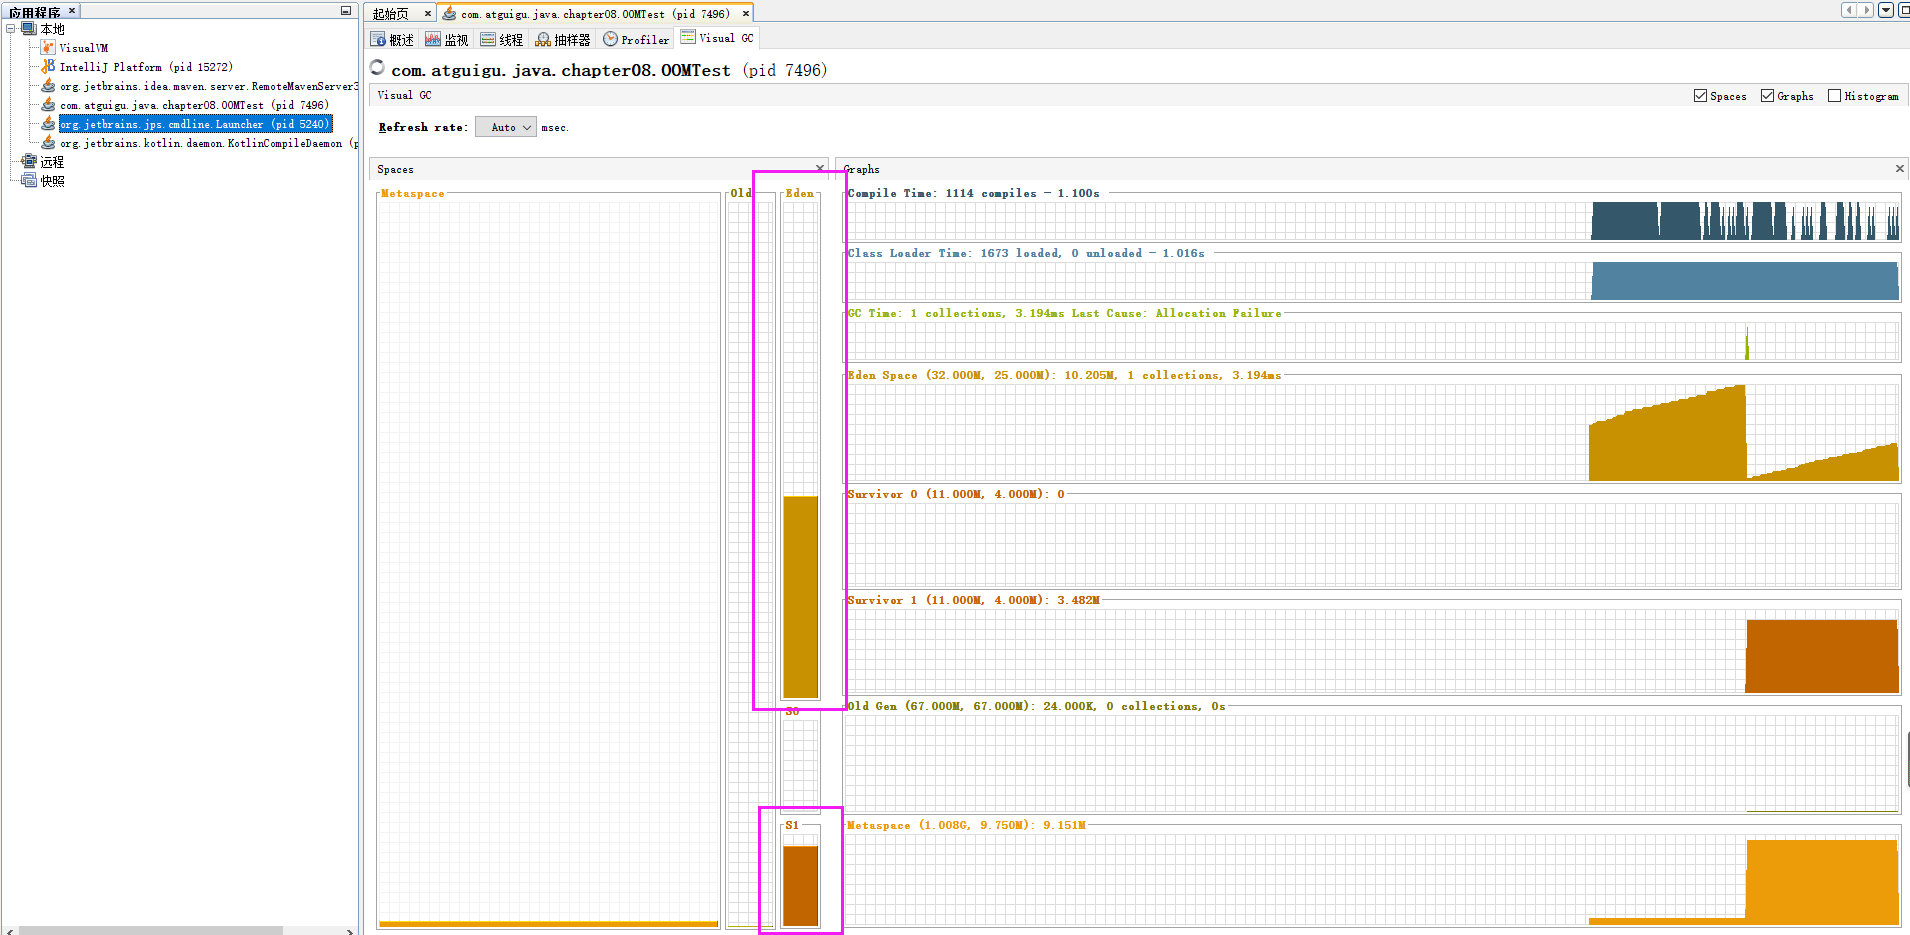 应用程序
本地
VisualVM
IntelliJ Platform (pid 15272)
org.jetbrains.idea.maven.server.RemoteMavenServer3
com.atguigu.java.chapter08.OOMTest (pid 7496)
org.jetbrains.jps.cmdline.Launcher (pid 5240)
org.jetbrains.kotlin.daemon.KotlinCompileDaemon (p
远程
快照
起始页
com.atguigu.java.chapter08.OOMTest (pid 7496)
概述 监视 线程 抽样器 Profiler Visual GC
com.atguigu.java.chapter08.OOMTest (pid 7496)
Visual GC
Spaces Graphs Histogram
Refresh rate: Auto msec.
Spaces
Metaspace
Old
Eden
S0
S1
Graphs
Compile Time: 1114 compiles - 1.100s
Class Loader Time: 1673 loaded, 0 unloaded - 1.016s
GC Time: 1 collections, 3.194ms Last Cause: Allocation Failure
Eden Space (32.000M, 25.000M): 10.205M, 1 collections, 3.194ms
Survivor 0 (11.000M, 4.000M): 0
Survivor 1 (11.000M, 4.000M): 3.482M
Old Gen (67.000M, 67.000M): 24.000K, 0 collections, 0s
Metaspace (1.008G, 9.750M): 9.151M